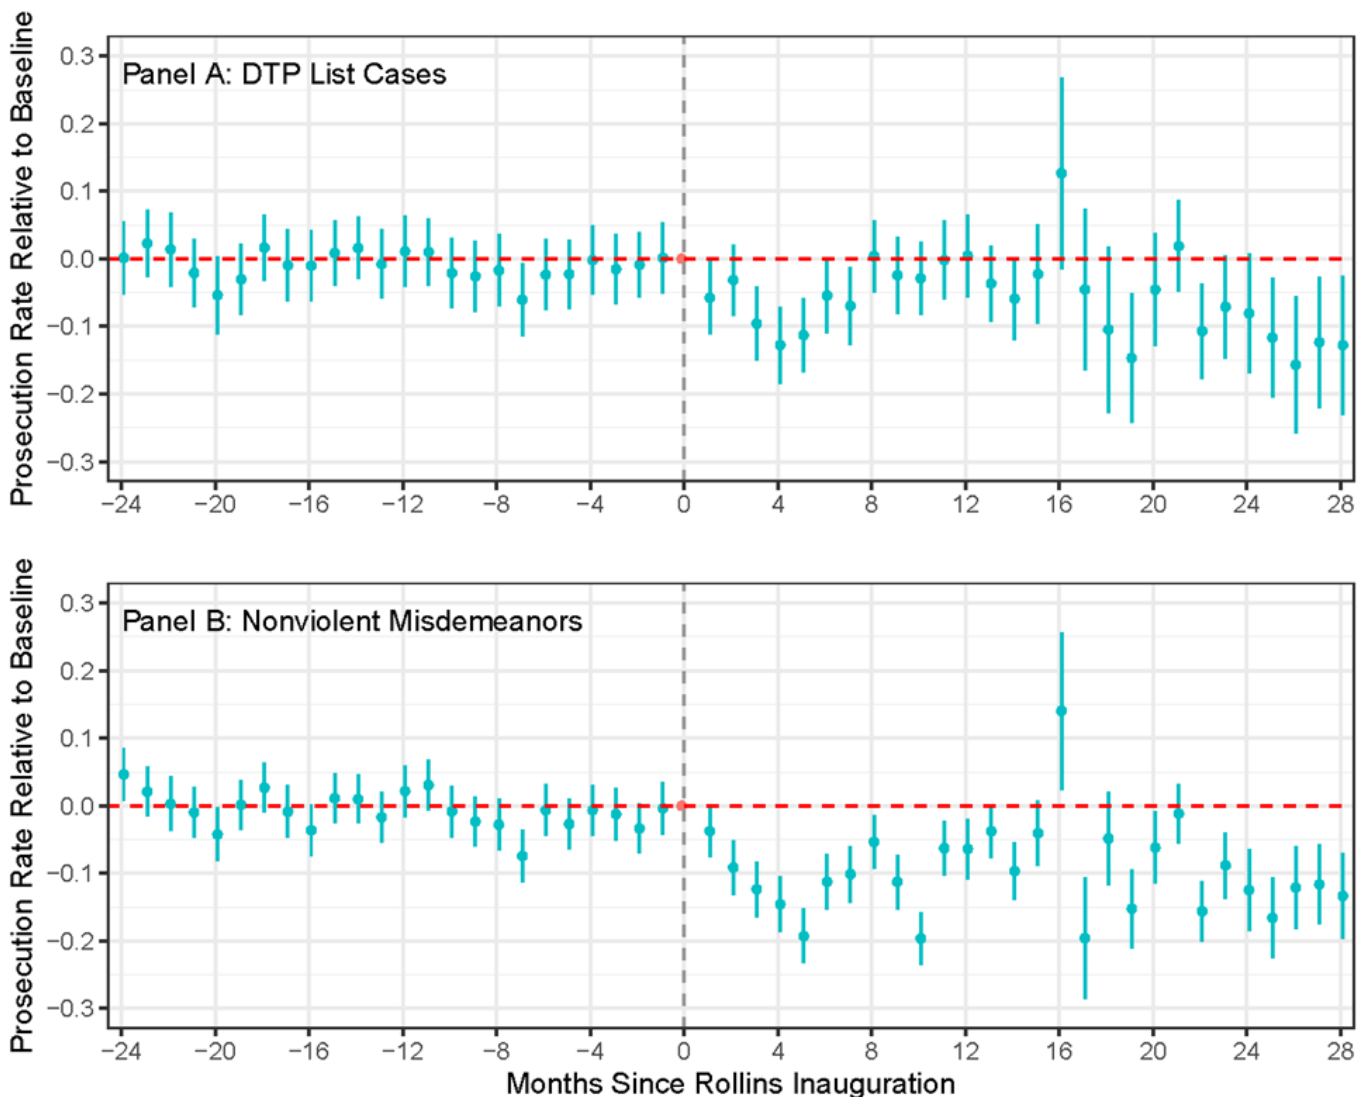 Prosecution Rate Relative to Baseline
Panel A: DTP List Cases
0.3
0.2
0.1
0.0
−0.1
−0.2
−0.3
−24 −20 −16 −12 −8 −4 0 4 8 12 16 20 24 28
Prosecution Rate Relative to Baseline
Panel B: Nonviolent Misdemeanors
0.3
0.2
0.1
0.0
−0.1
−0.2
−0.3
−24 −20 −16 −12 −8 −4 0 4 8 12 16 20 24 28
Months Since Rollins Inauguration